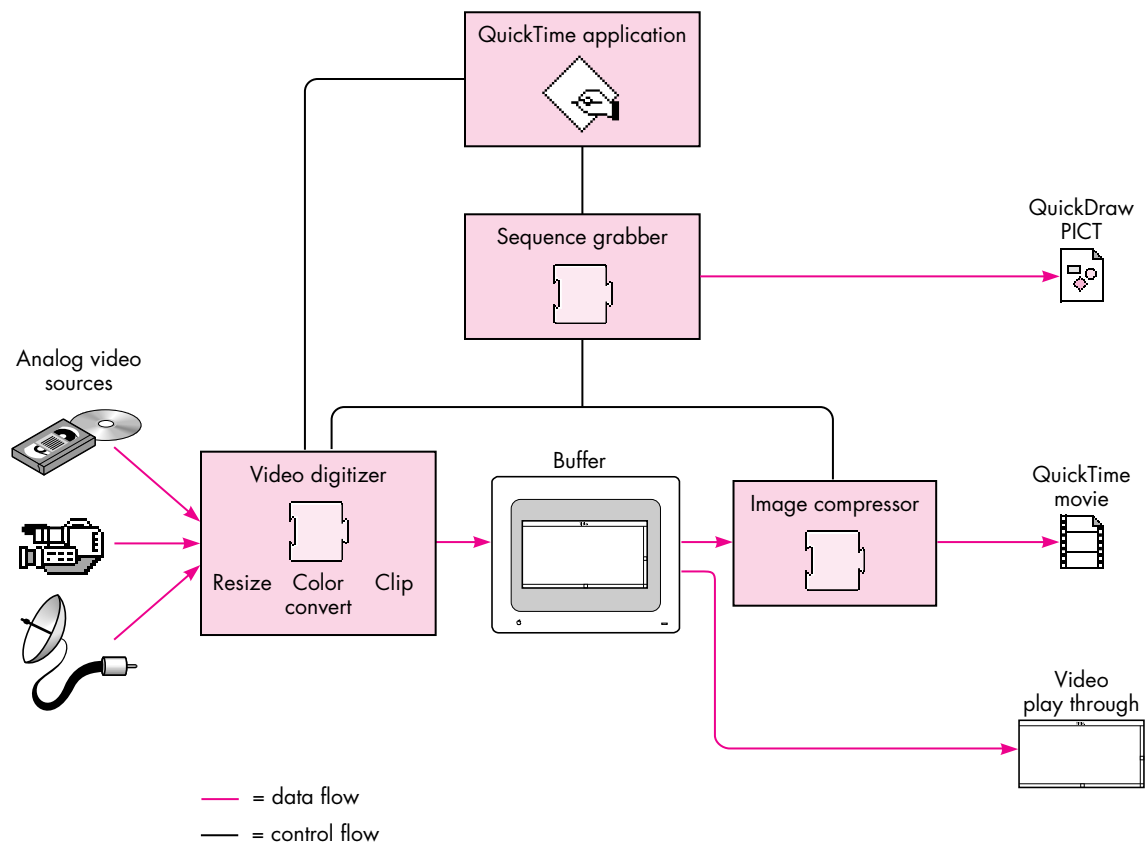 QuickTime application
Sequence grabber
QuickDraw
PICT
Analog video
sources
Video digitizer
Resize Color Clip
convert
Buffer
Image compressor
QuickTime
movie
Video
play through
= data flow
= control flow